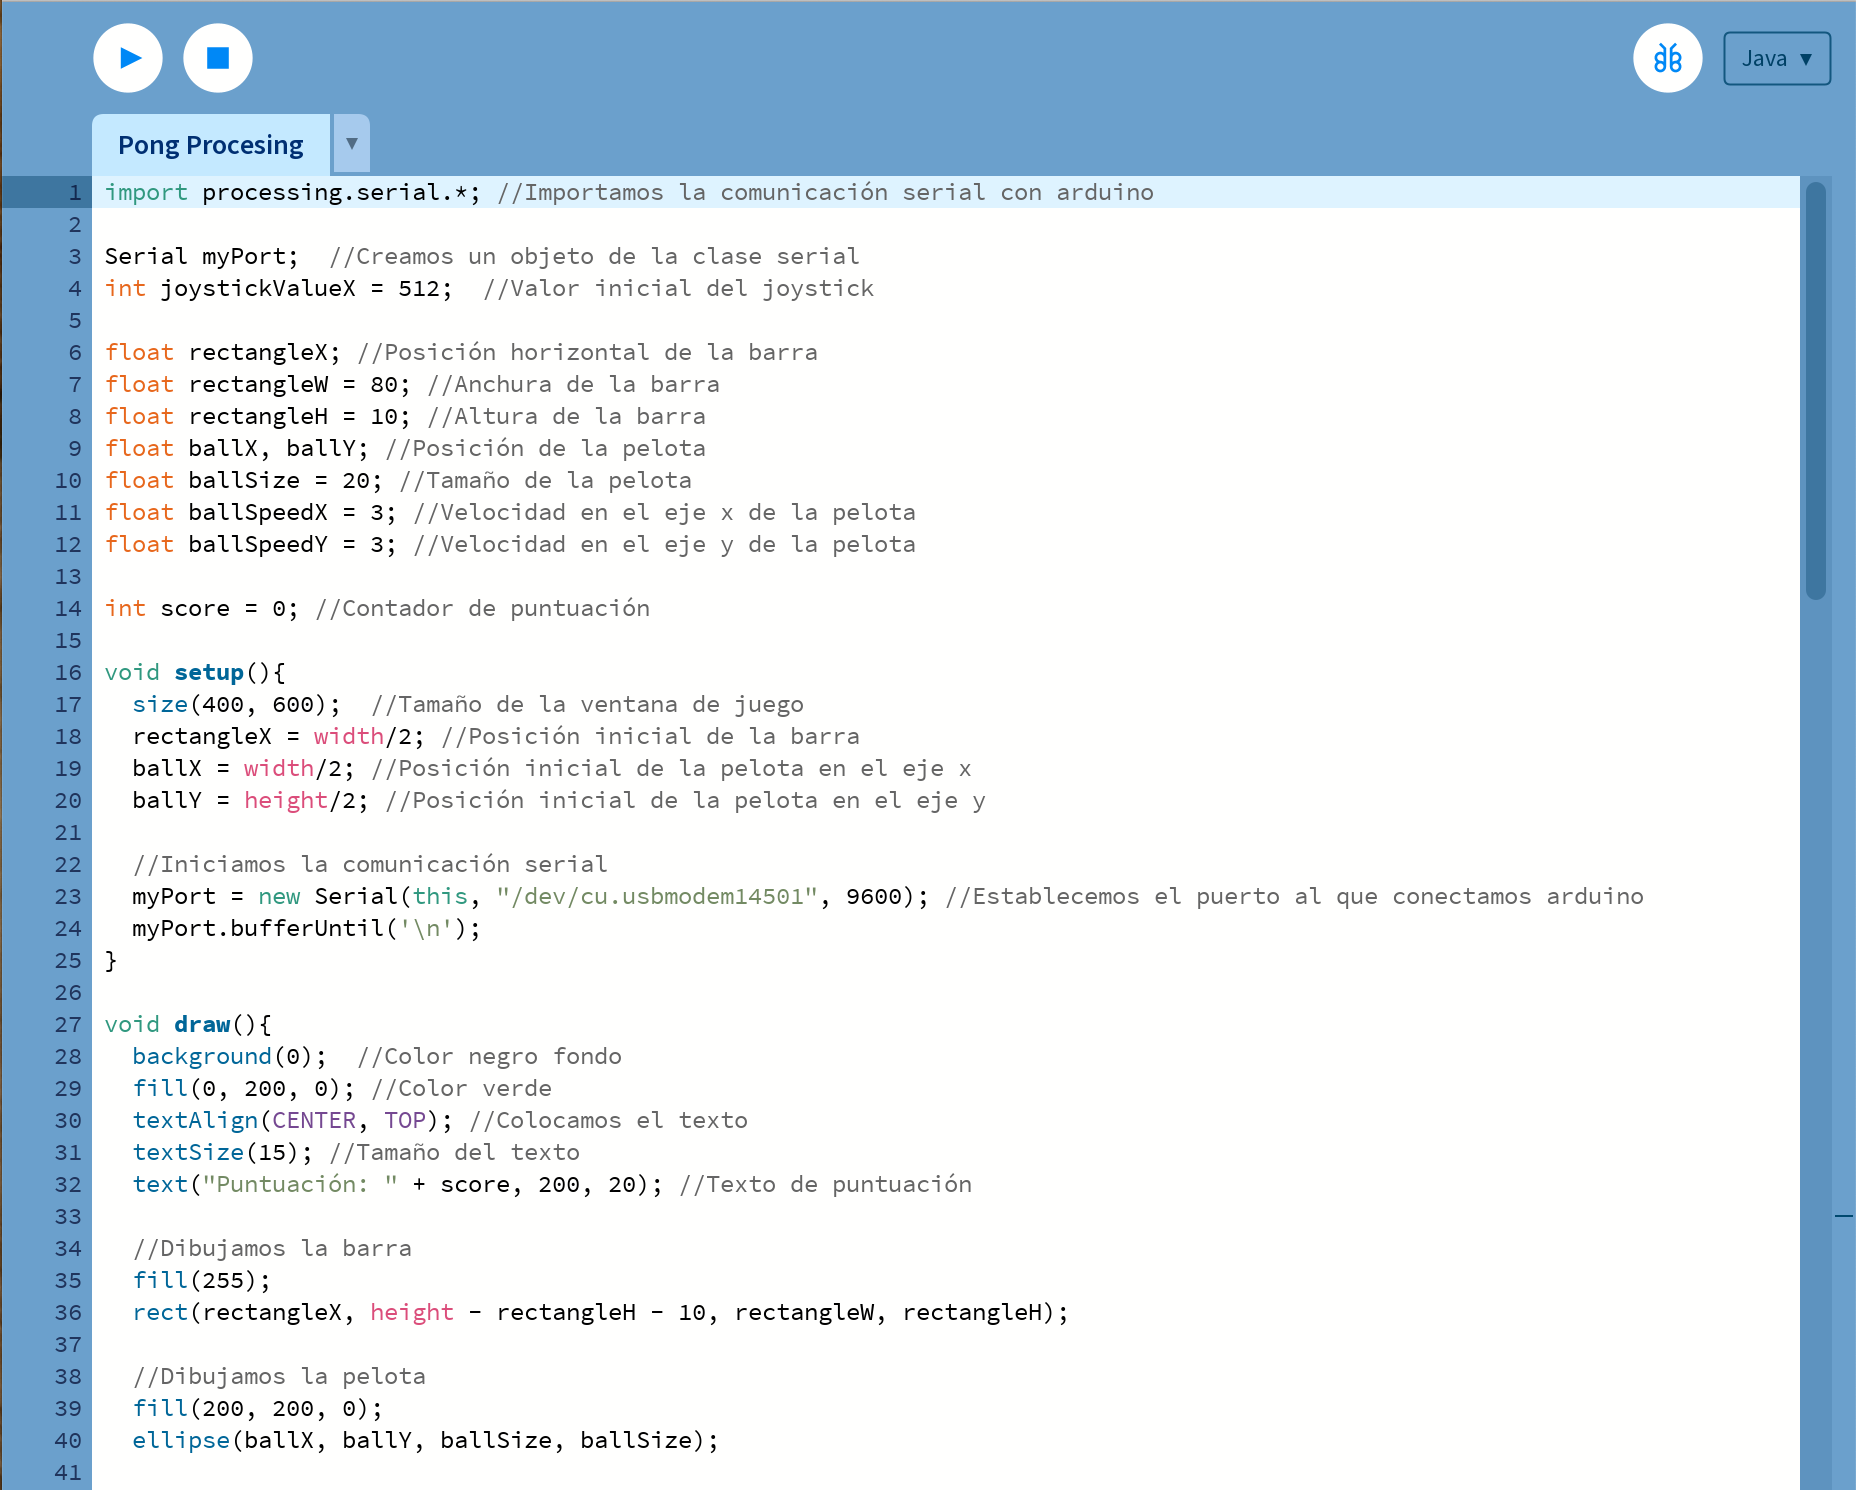 Java ▼
Pong Procesing ▼
1 import processing.serial.*; //Importamos la comunicación serial con arduino
2
3 Serial myPort;  //Creamos un objeto de la clase serial
4 int joystickValueX = 512;  //Valor inicial del joystick
5
6 float rectangleX; //Posición horizontal de la barra
7 float rectangleW = 80; //Anchura de la barra
8 float rectangleH = 10; //Altura de la barra
9 float ballX, ballY; //Posición de la pelota
10 float ballSize = 20; //Tamaño de la pelota
11 float ballSpeedX = 3; //Velocidad en el eje x de la pelota
12 float ballSpeedY = 3; //Velocidad en el eje y de la pelota
13
14 int score = 0; //Contador de puntuación
15
16 void setup(){
17   size(400, 600);  //Tamaño de la ventana de juego
18   rectangleX = width/2; //Posición inicial de la barra
19   ballX = width/2; //Posición inicial de la pelota en el eje x
20   ballY = height/2; //Posición inicial de la pelota en el eje y
21
22   //Iniciamos la comunicación serial
23   myPort = new Serial(this, "/dev/cu.usbmodem14501", 9600); //Establecemos el puerto al que conectamos arduino
24   myPort.bufferUntil('\n');
25 }
26
27 void draw(){
28   background(0);  //Color negro fondo
29   fill(0, 200, 0); //Color verde
30   textAlign(CENTER, TOP); //Colocamos el texto
31   textSize(15); //Tamaño del texto
32   text("Puntuación: " + score, 200, 20); //Texto de puntuación
33
34   //Dibujamos la barra
35   fill(255);
36   rect(rectangleX, height - rectangleH - 10, rectangleW, rectangleH);
37
38   //Dibujamos la pelota
39   fill(200, 200, 0);
40   ellipse(ballX, ballY, ballSize, ballSize);
41